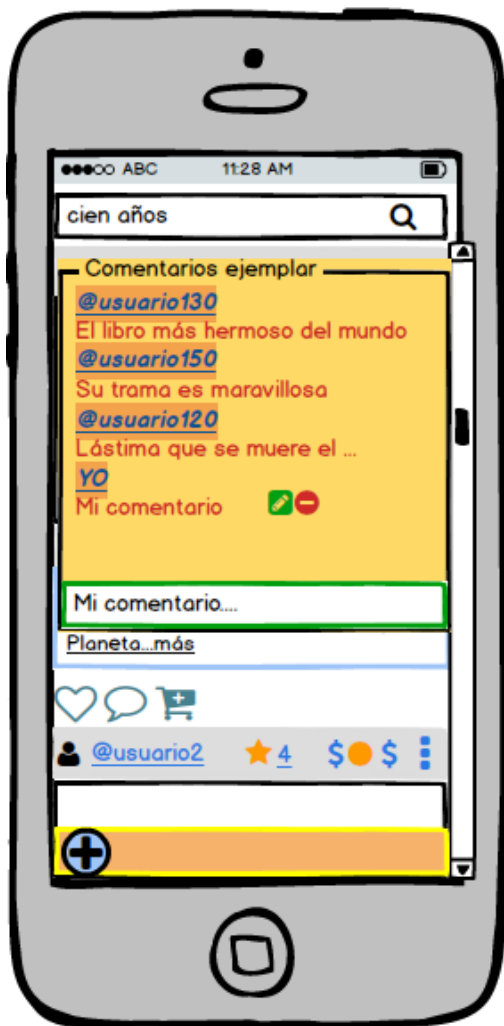 ABC 11:28 AM
cien años
Comentarios ejemplar
@usuario130
El libro más hermoso del mundo
@usuario150
Su trama es maravillosa
@usuario120
Lástima que se muere el ...
YO
Mi comentario
Mi comentario....
Planeta...más
@usuario2 4 $ $